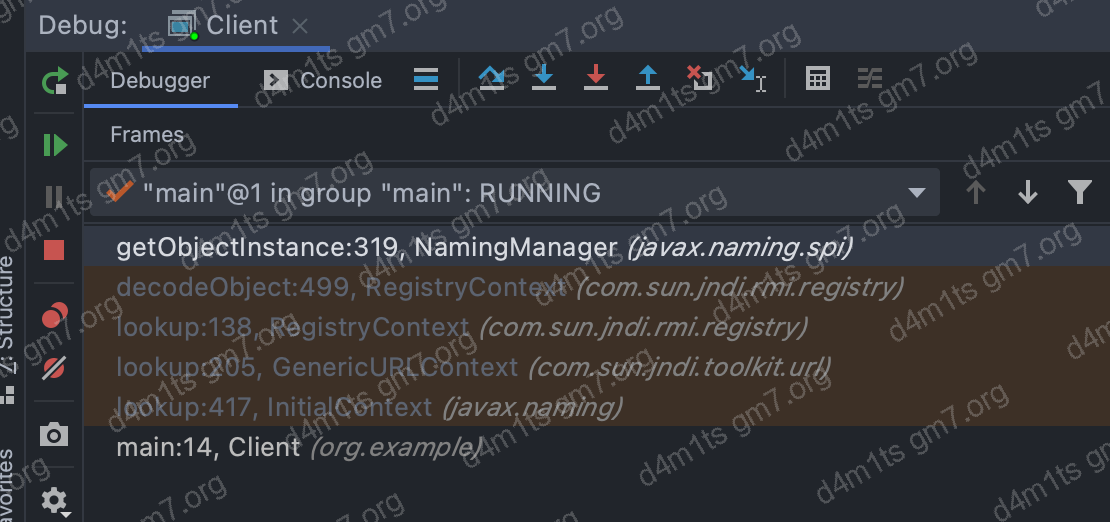 Debug: Client
Debugger Console
Frames
"main"@1 in group "main": RUNNING
getObjectInstance:319, NamingManager (javax.naming.spi)
decodeObject:499, RegistryContext (com.sun.jndi.rmi.registry)
lookup:138, RegistryContext (com.sun.jndi.rmi.registry)
lookup:205, GenericURLContext (com.sun.jndi.toolkit.url)
lookup:417, InitialContext (javax.naming)
main:14, Client (org.example)
Z: Structure
avorites
d4m1ts gm7.org